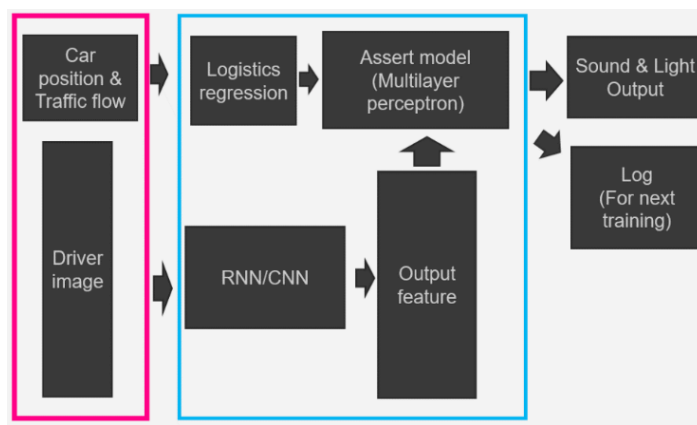 Car
position &
Traffic flow
Logistics
regression
Assert model
(Multilayer
perceptron)
Sound & Light
Output
Log
(For next
training)
Driver
image
RNN/CNN
Output
feature